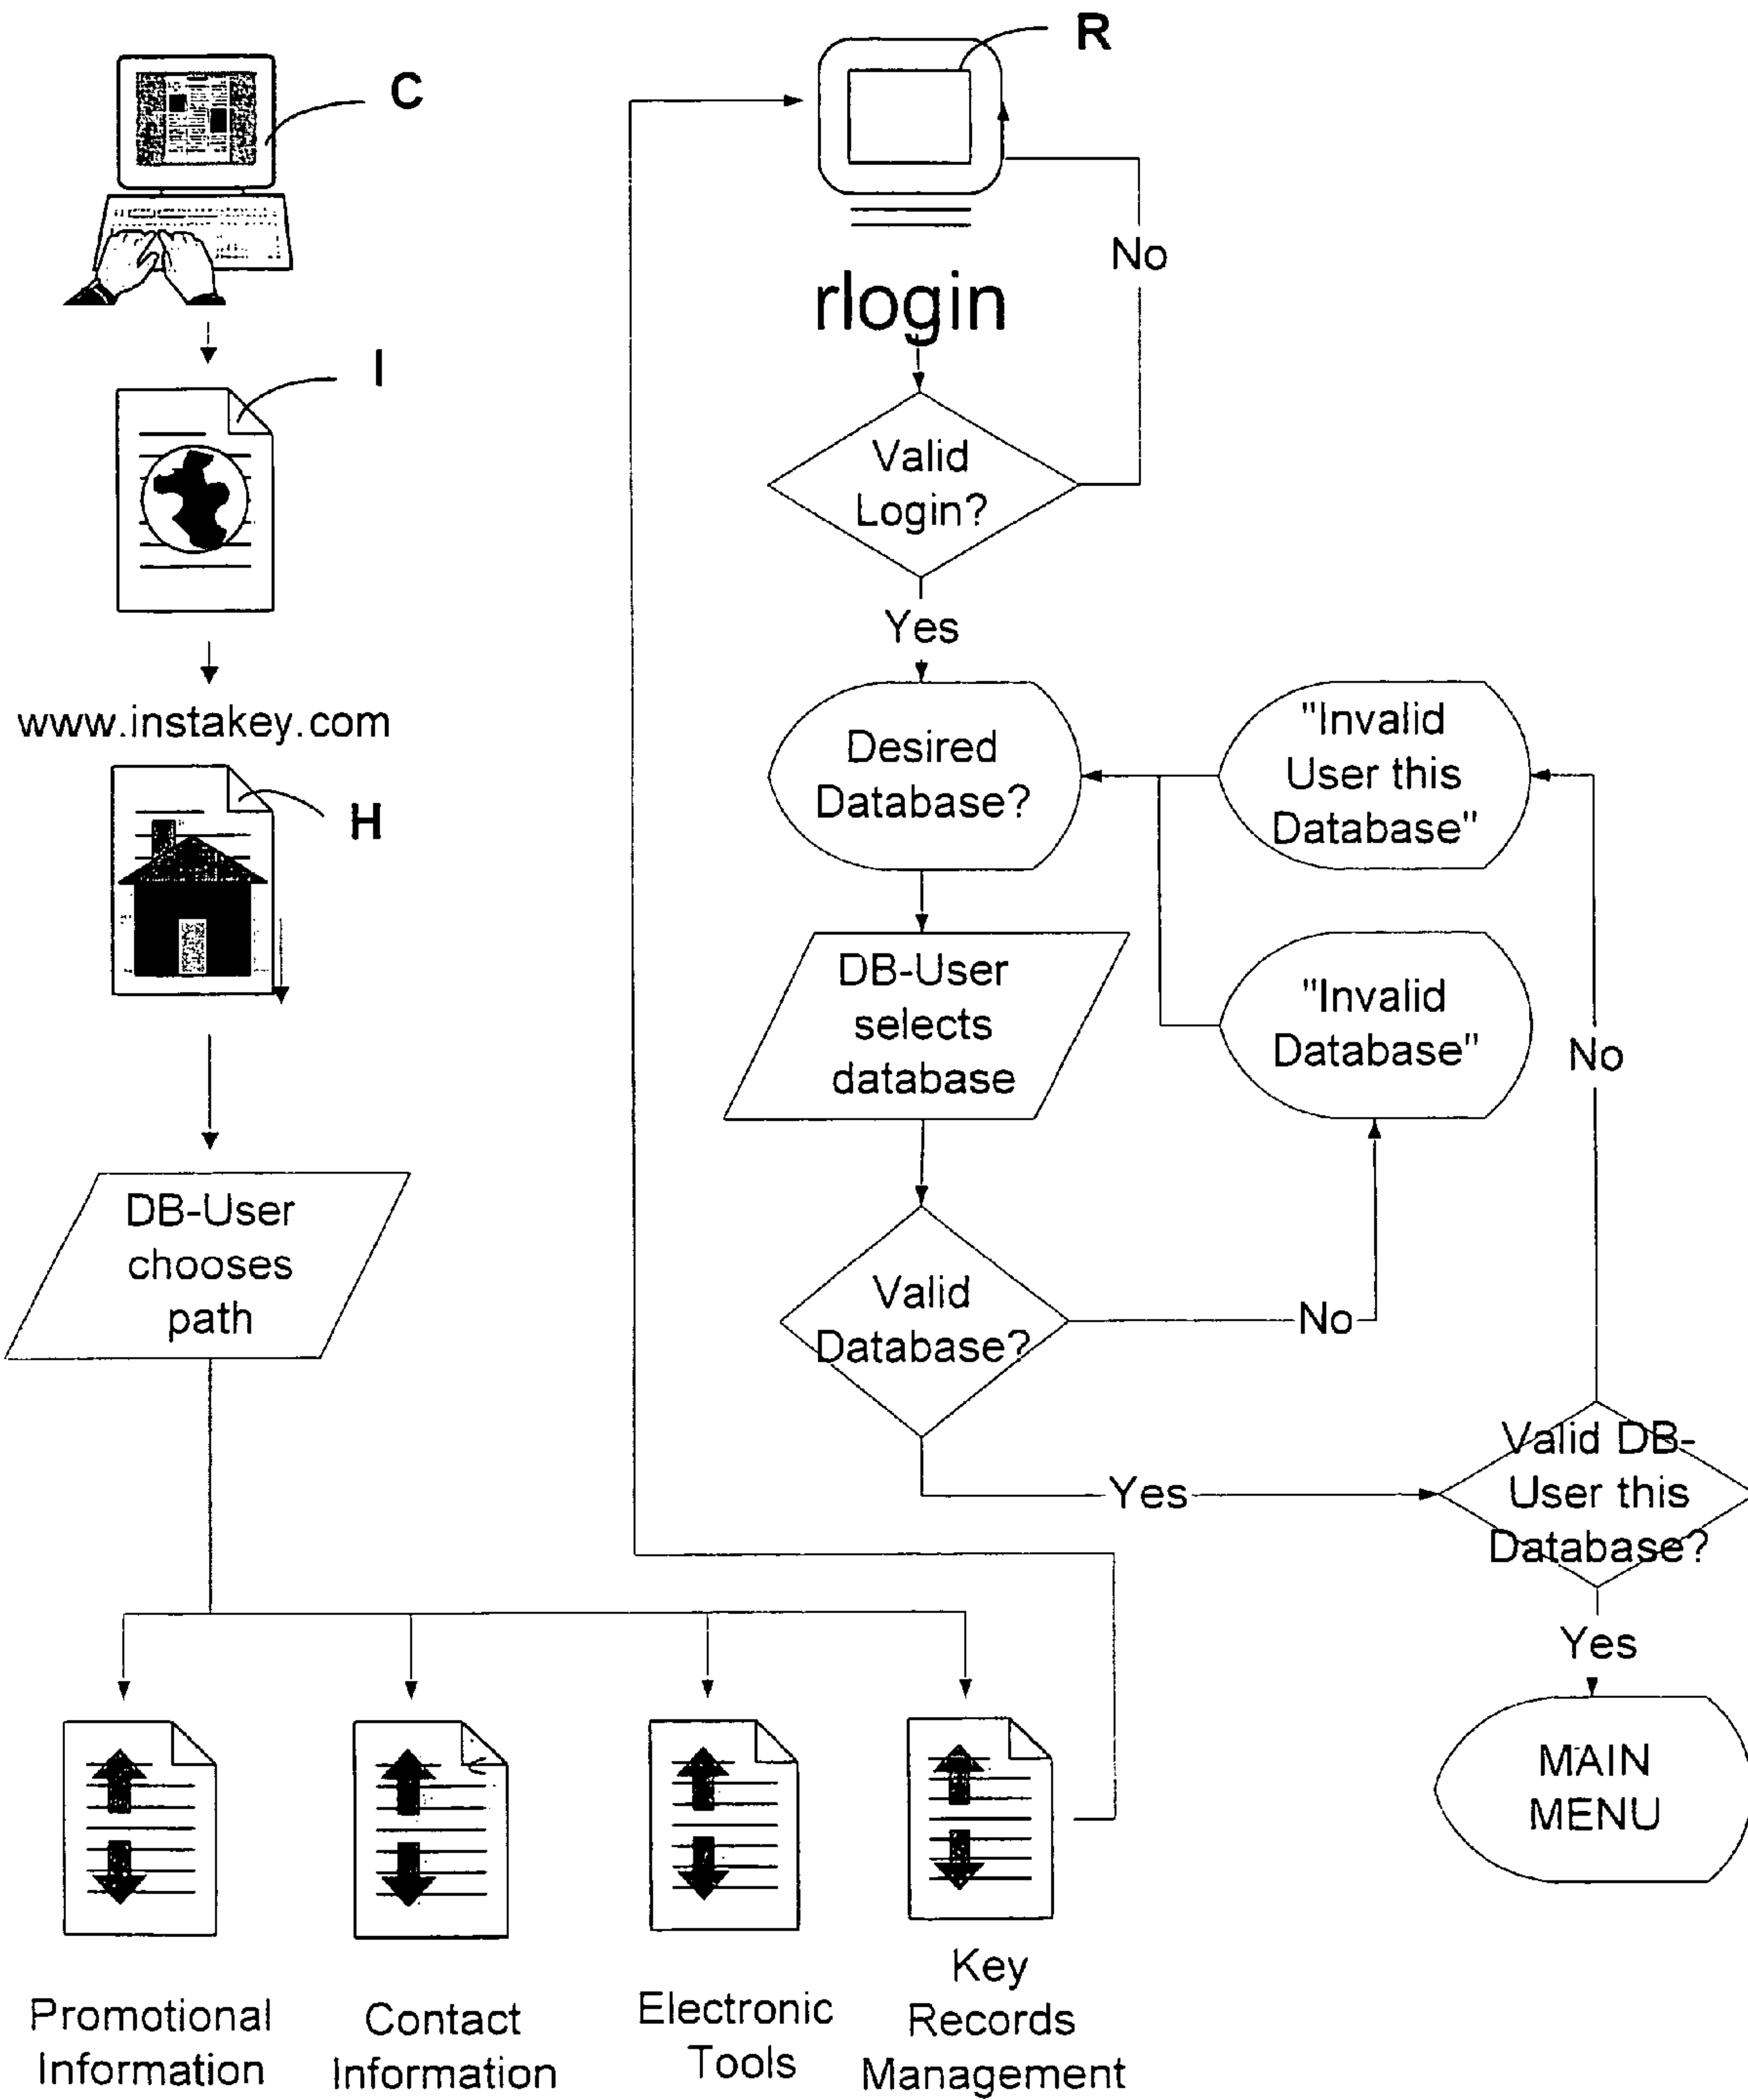 C
I
www.instakey.com
H
DB-User
chooses
path
Promotional
Information
Contact
Information
Electronic
Tools
Key
Records
Management
R
rlogin
No
Valid
Login?
Yes
Desired
Database?
"Invalid
User this
Database"
DB-User
selects
database
"Invalid
Database"
No
Valid
Database?
No
Yes
Valid DB-
User this
Database?
Yes
MAIN
MENU